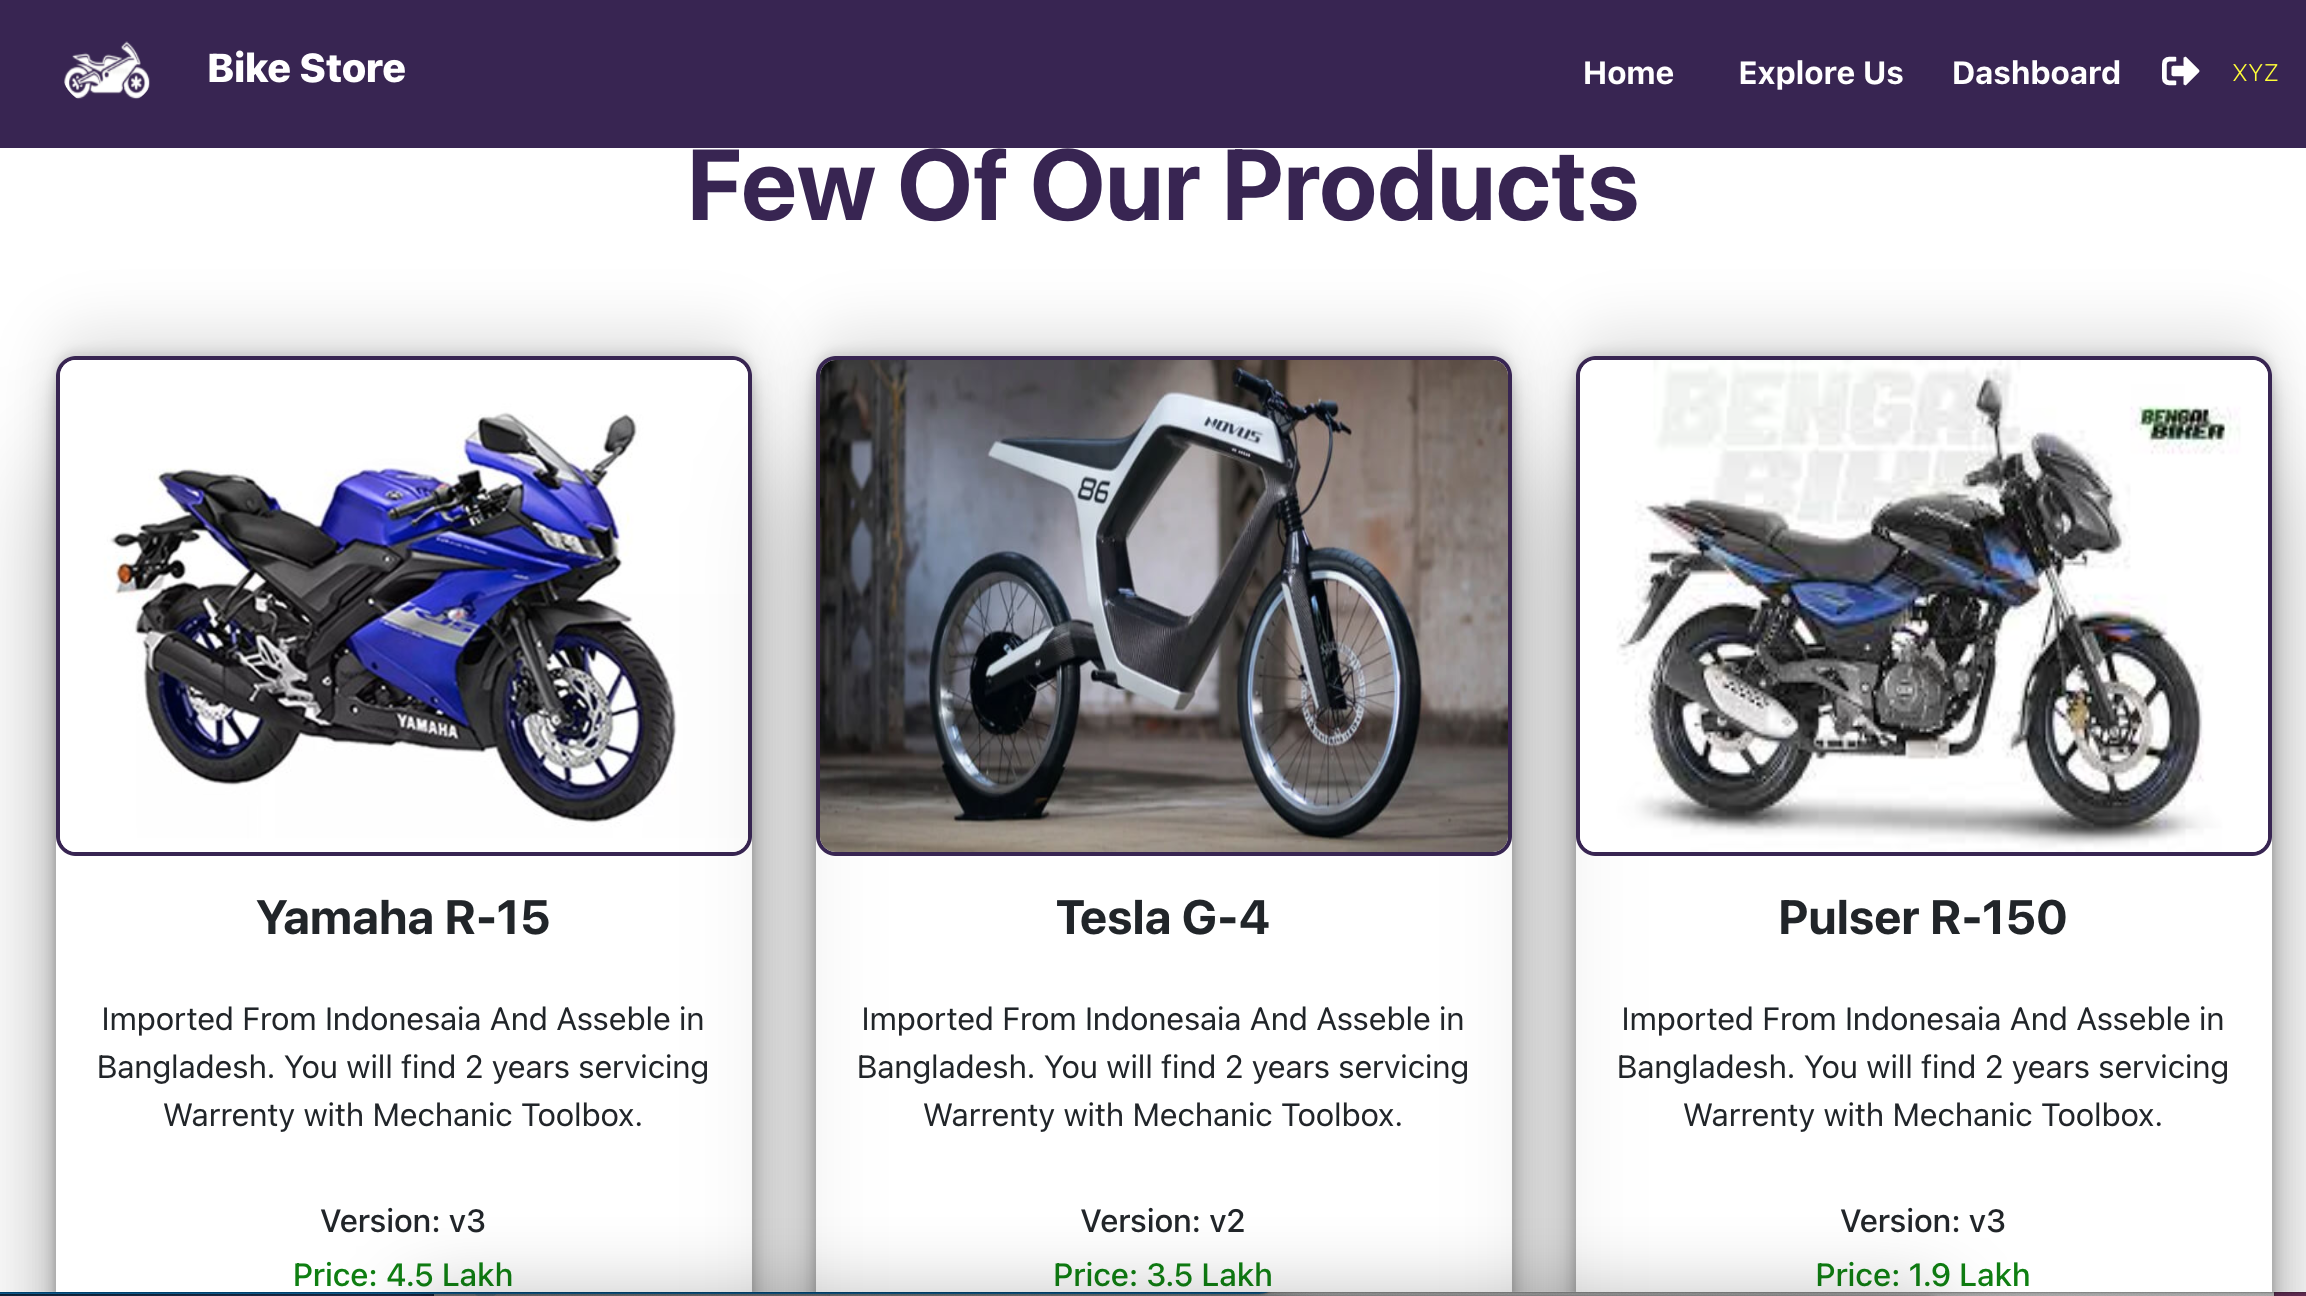 Bike Store
Home Explore Us Dashboard XYZ
Few Of Our Products
YAMAHA
NOVUS
86
BENGAL
BIKER
BENGAL
BIKER
Yamaha R-15
Imported From Indonesaia And Asseble in
Bangladesh. You will find 2 years servicing
Warrenty with Mechanic Toolbox.
Version: v3
Price: 4.5 Lakh
Tesla G-4
Imported From Indonesaia And Asseble in
Bangladesh. You will find 2 years servicing
Warrenty with Mechanic Toolbox.
Version: v2
Price: 3.5 Lakh
Pulser R-150
Imported From Indonesaia And Asseble in
Bangladesh. You will find 2 years servicing
Warrenty with Mechanic Toolbox.
Version: v3
Price: 1.9 Lakh